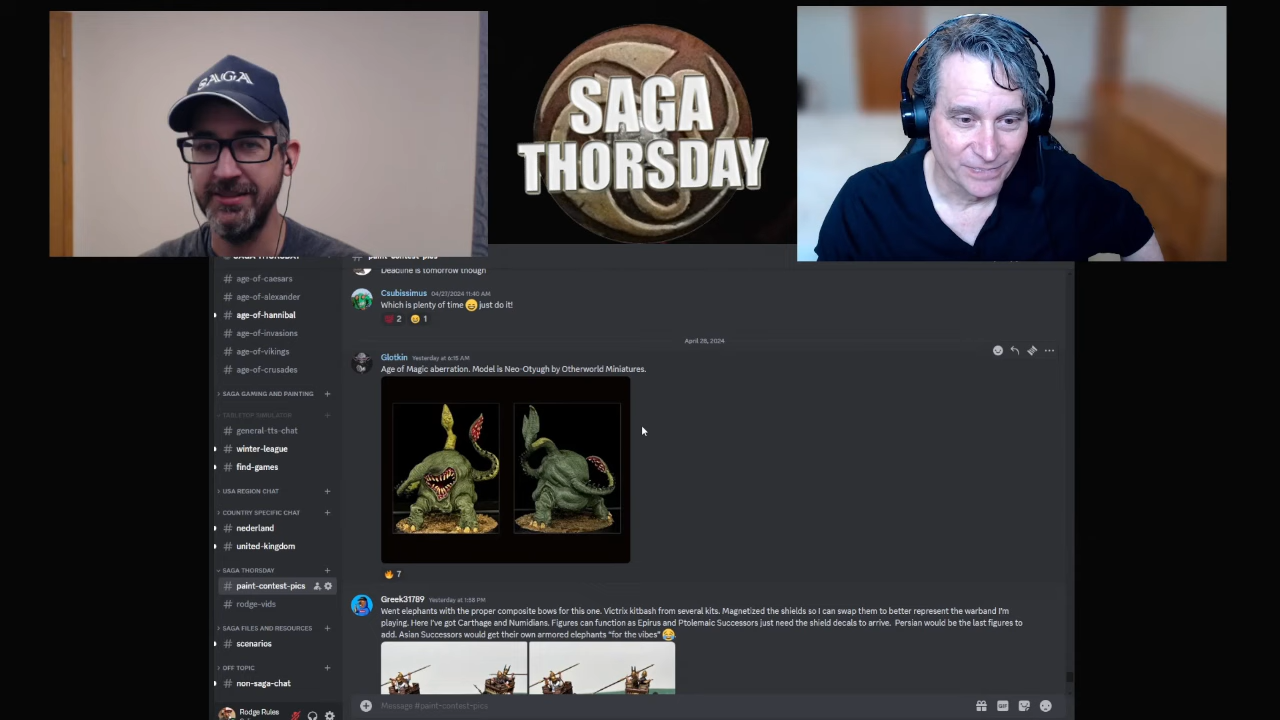 SAGA
SAGA
THORSDAY
SAGA THORSDAY
paint-contest-pics
# age-of-caesars
# age-of-alexander
# age-of-hannibal
# age-of-invasions
# age-of-vikings
# age-of-crusades
SAGA GAMING AND PAINTING +
TABLETOP SIMULATOR +
# general-tts-chat
# winter-league
# find-games
USA REGION CHAT +
COUNTRY SPECIFIC CHAT +
# nederland
# united-kingdom
SAGA THORSDAY +
# paint-contest-pics
# rodge-vids
SAGA FILES AND RESOURCES +
# scenarios
OFF TOPIC +
# non-saga-chat
Rodge Rules
Deadline is tomorrow though
Csubissimus 04/27/2024 11:40 AM
Which is plenty of time 😄 just do it!
2 1
April 28, 2024
Glotkin Yesterday at 6:15 AM
Age of Magic aberration. Model is Neo-Otyugh by Otherworld Miniatures.
🔥 7
Greek31789 Yesterday at 1:58 PM
Went elephants with the proper composite bows for this one. Victrix kitbash from several kits. Magnetized the shields so I can swap them to better represent the warband I'm
playing. Here I've got Carthage and Numidians. Figures can function as Epirus and Ptolemaic Successors just need the shield decals to arrive. Persian would be the last figures to
add. Asian Successors would get their own armored elephants "for the vibes" 😂
Message #paint-contest-pics
GIF